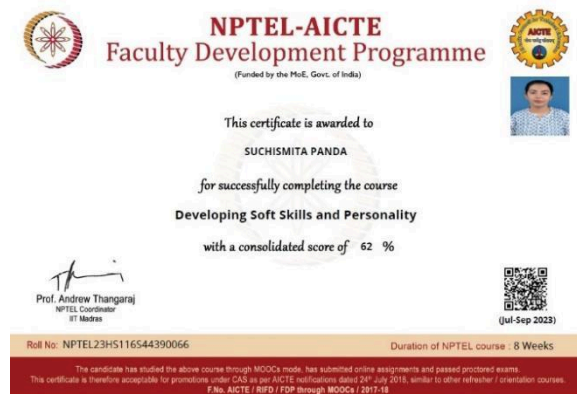 NPTEL-AICTE
Faculty Development Programme
(Funded by the MoE, Govt. of India)
AICTE
This certificate is awarded to
SUCHISMITA PANDA
for successfully completing the course
Developing Soft Skills and Personality
with a consolidated score of 62 %
Prof. Andrew Thangaraj
NPTEL Coordinator
IIT Madras
(Jul-Sep 2023)
Roll No: NPTEL23HS116S44390066
Duration of NPTEL course : 8 Weeks
The candidate has studied the above course through MOOCs mode, has submitted online assignments and passed proctored exams.
This certificate is therefore acceptable for promotions under CAS as per AICTE notifications dated 24th July 2018, similar to other refresher / orientation courses.
F.No. AICTE / RIFD / FDP through MOOCs / 2017-18